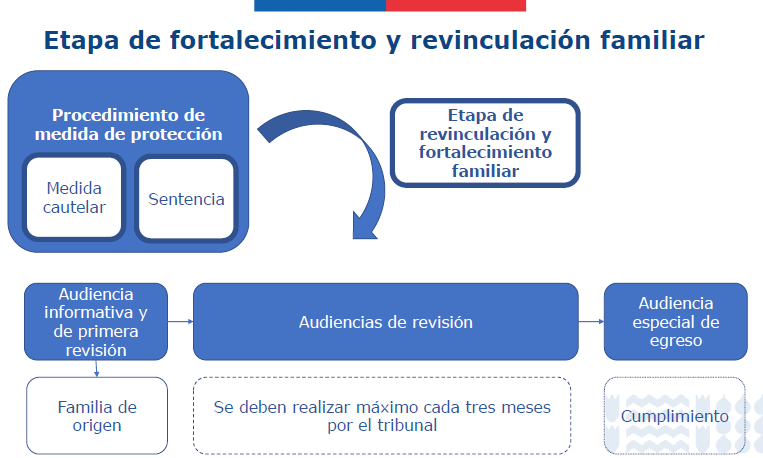 Etapa de fortalecimiento y revinculación familiar
Procedimiento de
medida de protección
Medida
cautelar
Sentencia
Etapa de
revinculación y
fortalecimiento
familiar
Audiencia
informativa y
de primera
revisión
Audiencias de revisión
Audiencia
especial de
egreso
Familia de
origen
Se deben realizar máximo cada tres meses
por el tribunal
Cumplimiento